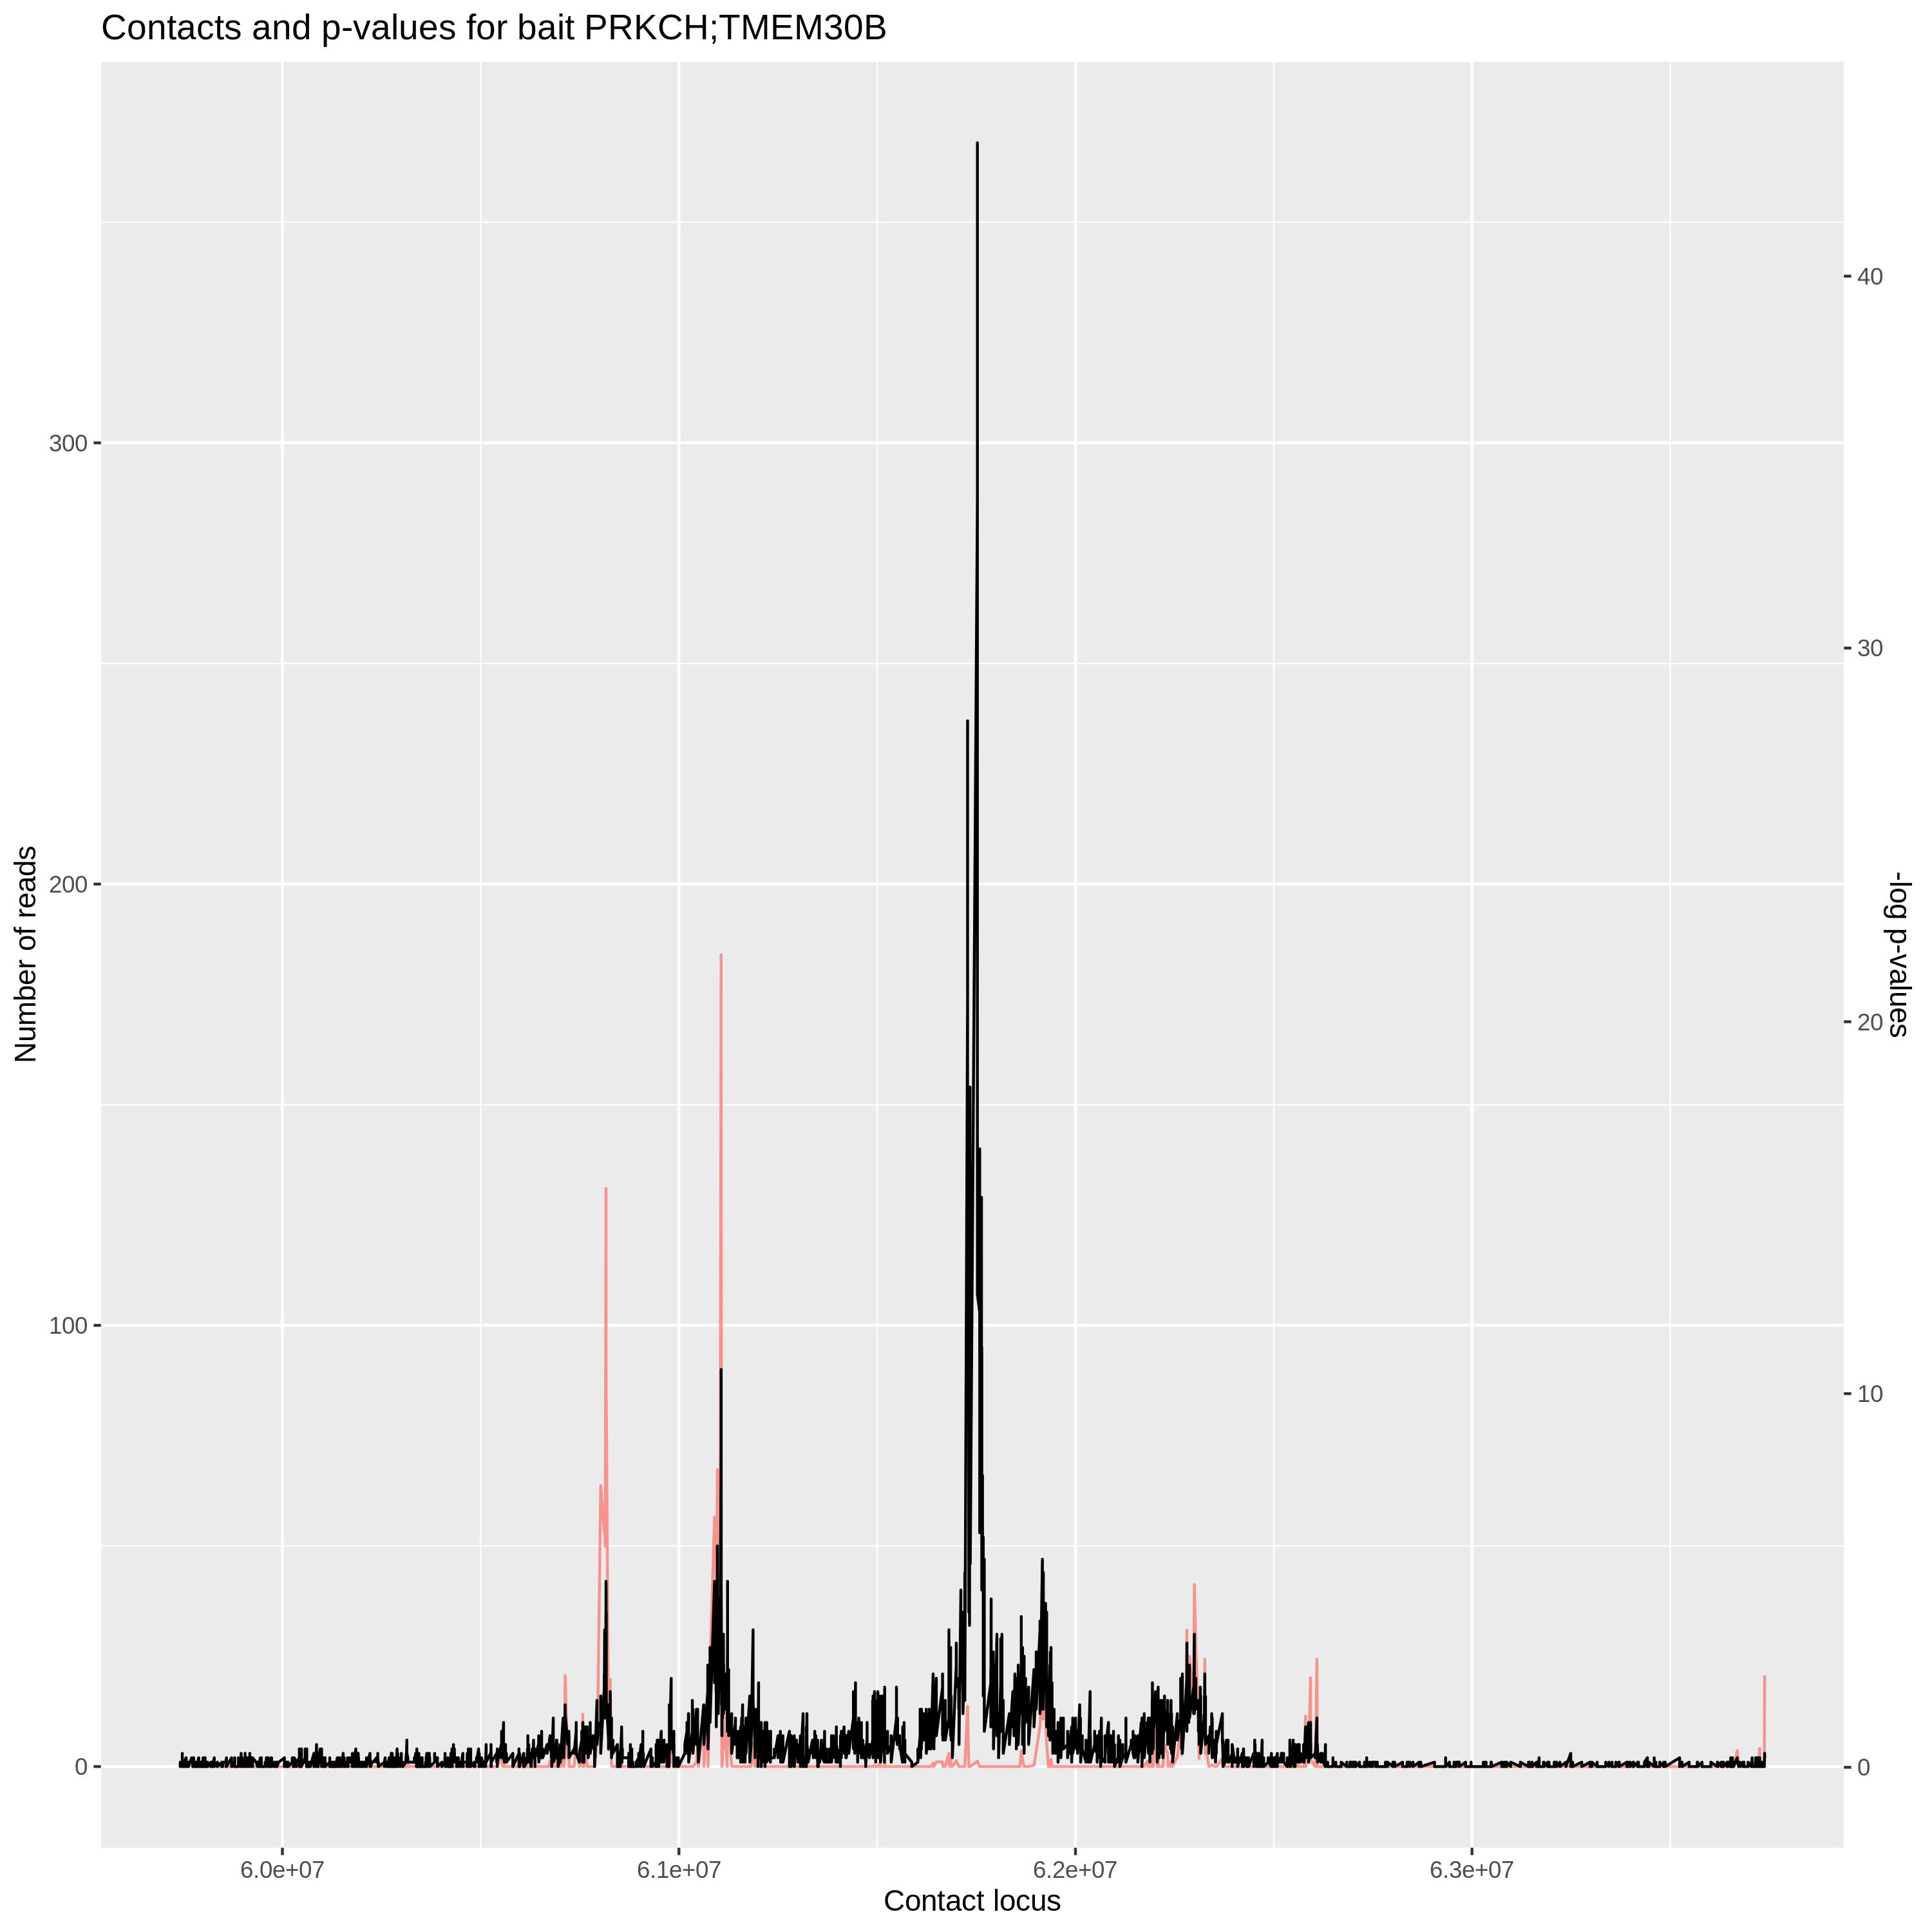 Contacts and p-values for bait PRKCH;TMEM30B
Number of reads
300
200
100
0
40
30
20
10
0
-log p-values
6.0e+07
6.1e+07
6.2e+07
6.3e+07
Contact locus